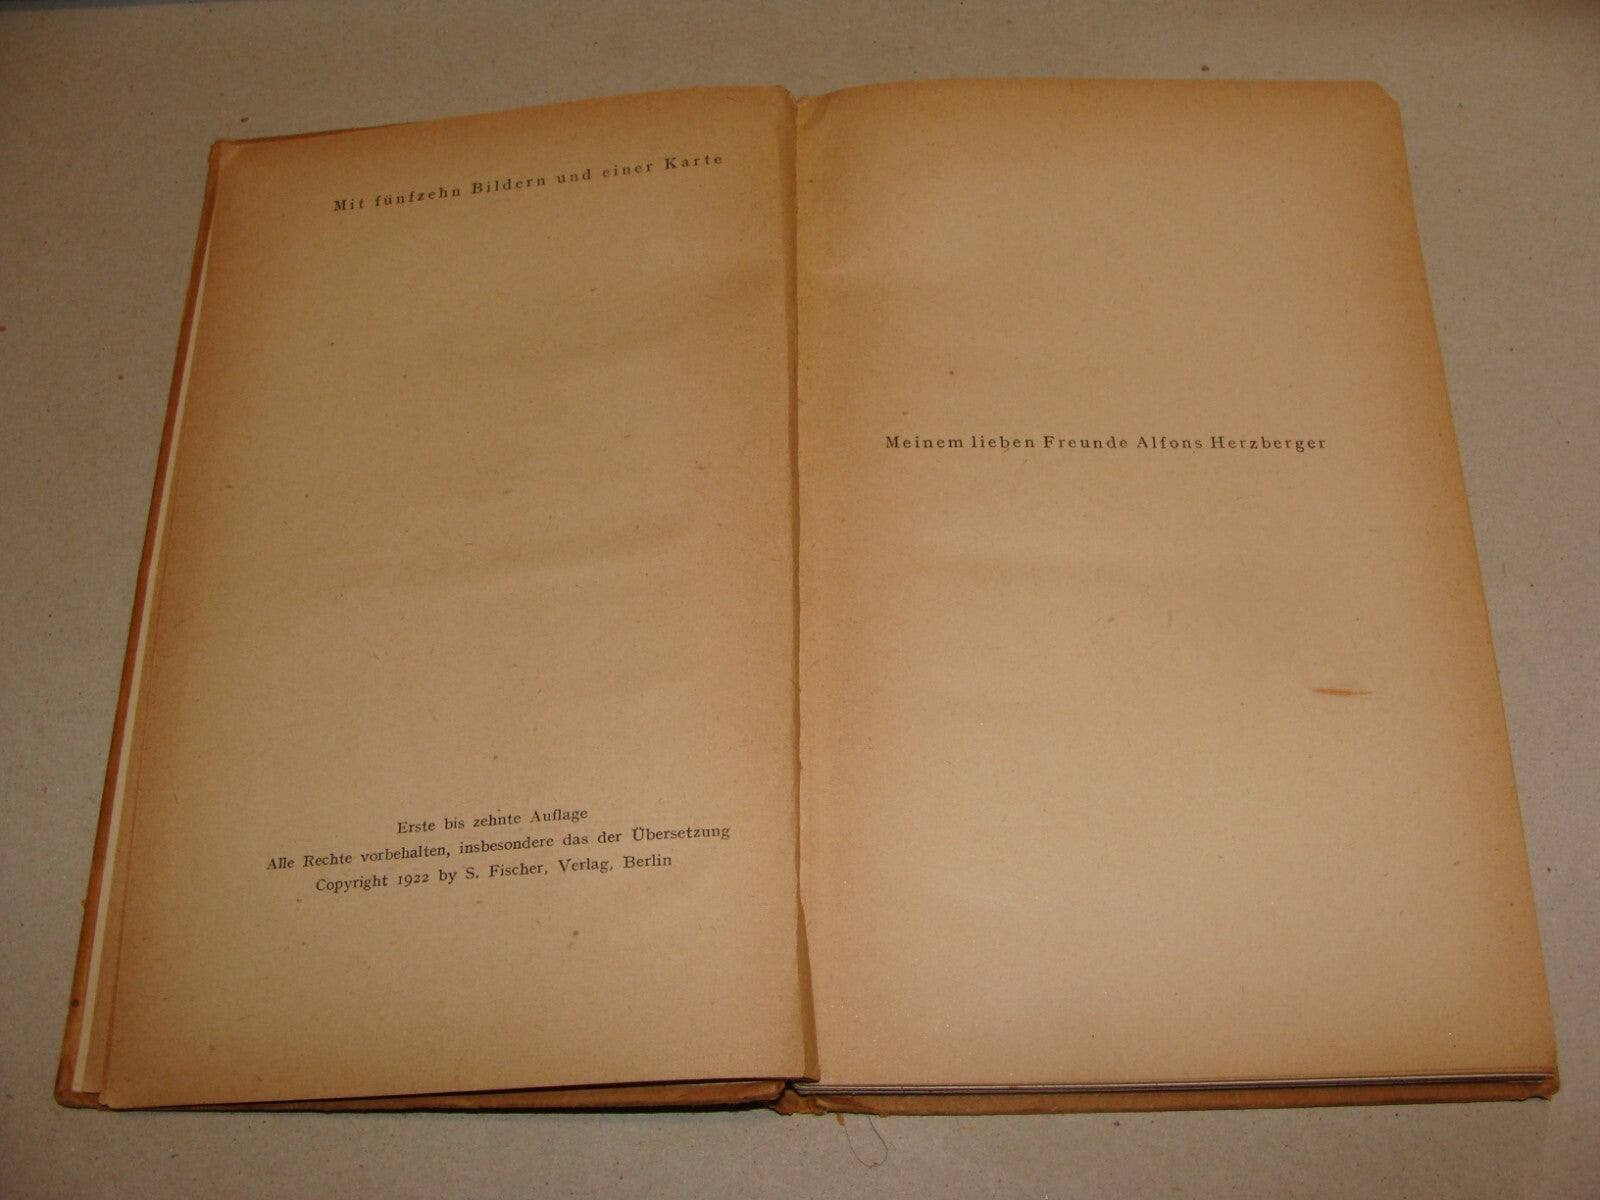 Mit fünfzehn Bildern und einer Karte
Erste bis zehnte Auflage
Alle Rechte vorbehalten, insbesondere das der Übersetzung
Copyright 1922 by S. Fischer, Verlag, Berlin
Meinem lieben Freunde Alfons Herzberger